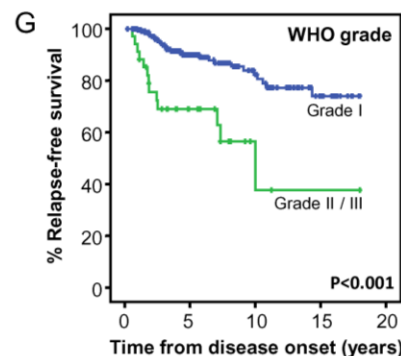 G
WHO grade
100
80
60
40
20
0
% Relapse-free survival
Grade I
Grade II / III
P<0.001
0 5 10 15 20
Time from disease onset (years)